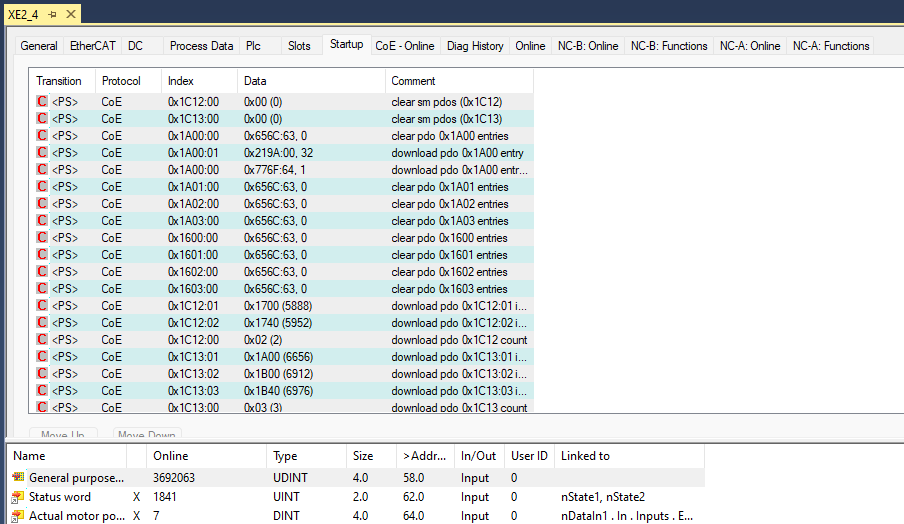 XE2_4
General EtherCAT DC Process Data Plc Slots Startup CoE - Online Diag History Online NC-B: Online NC-B: Functions NC-A: Online NC-A: Functions
Transition Protocol Index Data Comment
C <PS> CoE 0x1C12:00 0x00 (0) clear sm pdos (0x1C12)
C <PS> CoE 0x1C13:00 0x00 (0) clear sm pdos (0x1C13)
C <PS> CoE 0x1A00:00 0x656C:63, 0 clear pdo 0x1A00 entries
C <PS> CoE 0x1A00:01 0x219A:00, 32 download pdo 0x1A00 entry
C <PS> CoE 0x1A00:00 0x776F:64, 1 download pdo 0x1A00 entr...
C <PS> CoE 0x1A01:00 0x656C:63, 0 clear pdo 0x1A01 entries
C <PS> CoE 0x1A02:00 0x656C:63, 0 clear pdo 0x1A02 entries
C <PS> CoE 0x1A03:00 0x656C:63, 0 clear pdo 0x1A03 entries
C <PS> CoE 0x1600:00 0x656C:63, 0 clear pdo 0x1600 entries
C <PS> CoE 0x1601:00 0x656C:63, 0 clear pdo 0x1601 entries
C <PS> CoE 0x1602:00 0x656C:63, 0 clear pdo 0x1602 entries
C <PS> CoE 0x1603:00 0x656C:63, 0 clear pdo 0x1603 entries
C <PS> CoE 0x1C12:01 0x1700 (5888) download pdo 0x1C12:01 i...
C <PS> CoE 0x1C12:02 0x1740 (5952) download pdo 0x1C12:02 i...
C <PS> CoE 0x1C12:00 0x02 (2) download pdo 0x1C12 count
C <PS> CoE 0x1C13:01 0x1A00 (6656) download pdo 0x1C13:01 i...
C <PS> CoE 0x1C13:02 0x1B00 (6912) download pdo 0x1C13:02 i...
C <PS> CoE 0x1C13:03 0x1B40 (6976) download pdo 0x1C13:03 i...
C <PS> CoE 0x1C13:00 0x03 (3) download pdo 0x1C13 count
Move Up Move Down
Name Online Type Size >Addr... In/Out User ID Linked to
General purpose... 3692063 UDINT 4.0 58.0 Input 0
Status word X 1841 UINT 2.0 62.0 Input 0 nState1, nState2
Actual motor po... X 7 DINT 4.0 64.0 Input 0 nDataIn1 . In . Inputs . E...